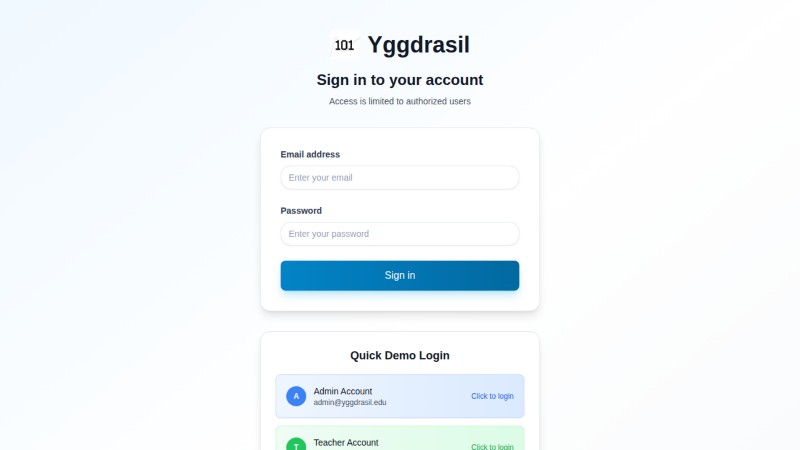 101 Yggdrasil
Sign in to your account
Access is limited to authorized users
Email address
Enter your email
Password
Enter your password
Sign in
Quick Demo Login
A
Admin Account
admin@yggdrasil.edu
Click to login
T
Teacher Account
Click to login